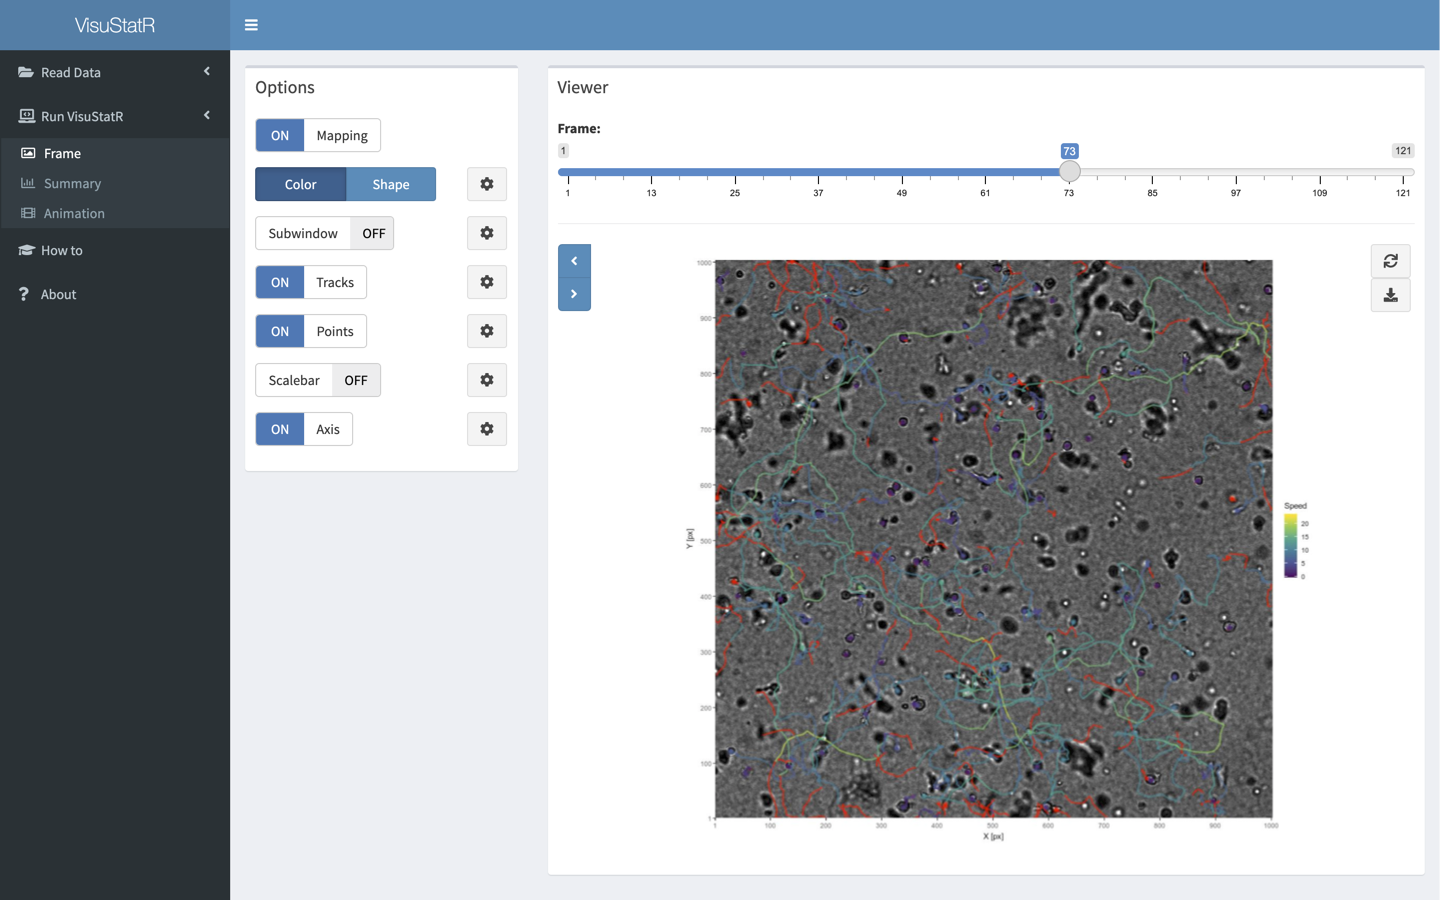 VisuStatR
Read Data
Run VisuStatR
Frame
Summary
Animation
How to
About
Options
ON Mapping
Color Shape
Subwindow OFF
ON Tracks
ON Points
Scalebar OFF
ON Axis
Viewer
Frame:
1 73 121
1 13 25 37 49 61 73 85 97 109 121
1000
900
800
700
600
500
400
300
200
100
1
Y [px]
1 100 200 300 400 500 600 700 800 900 1000
X [px]
Speed
20
15
10
5
0